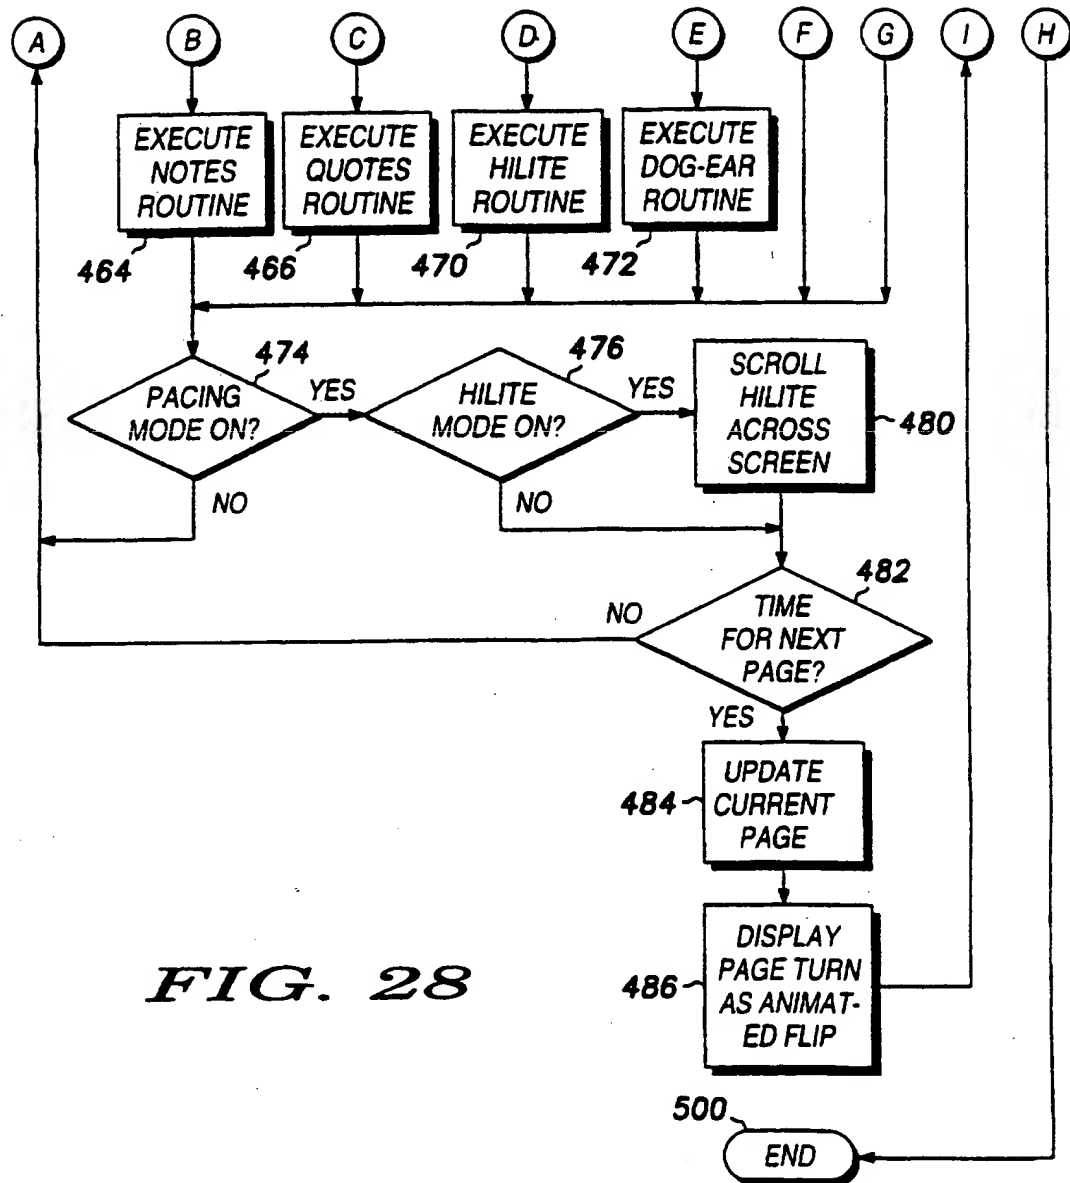 A
B
C
D
E
F
G
I
H
EXECUTE
NOTES
ROUTINE
464
EXECUTE
QUOTES
ROUTINE
466
EXECUTE
HILITE
ROUTINE
470
EXECUTE
DOG-EAR
ROUTINE
472
PACING
MODE ON?
474
YES
NO
HILITE
MODE ON?
476
YES
NO
SCROLL
HILITE
ACROSS
SCREEN
480
TIME
FOR NEXT
PAGE?
482
NO
YES
UPDATE
CURRENT
PAGE
484
DISPLAY
PAGE TURN
AS ANIMAT-
ED FLIP
486
500
END
FIG. 28